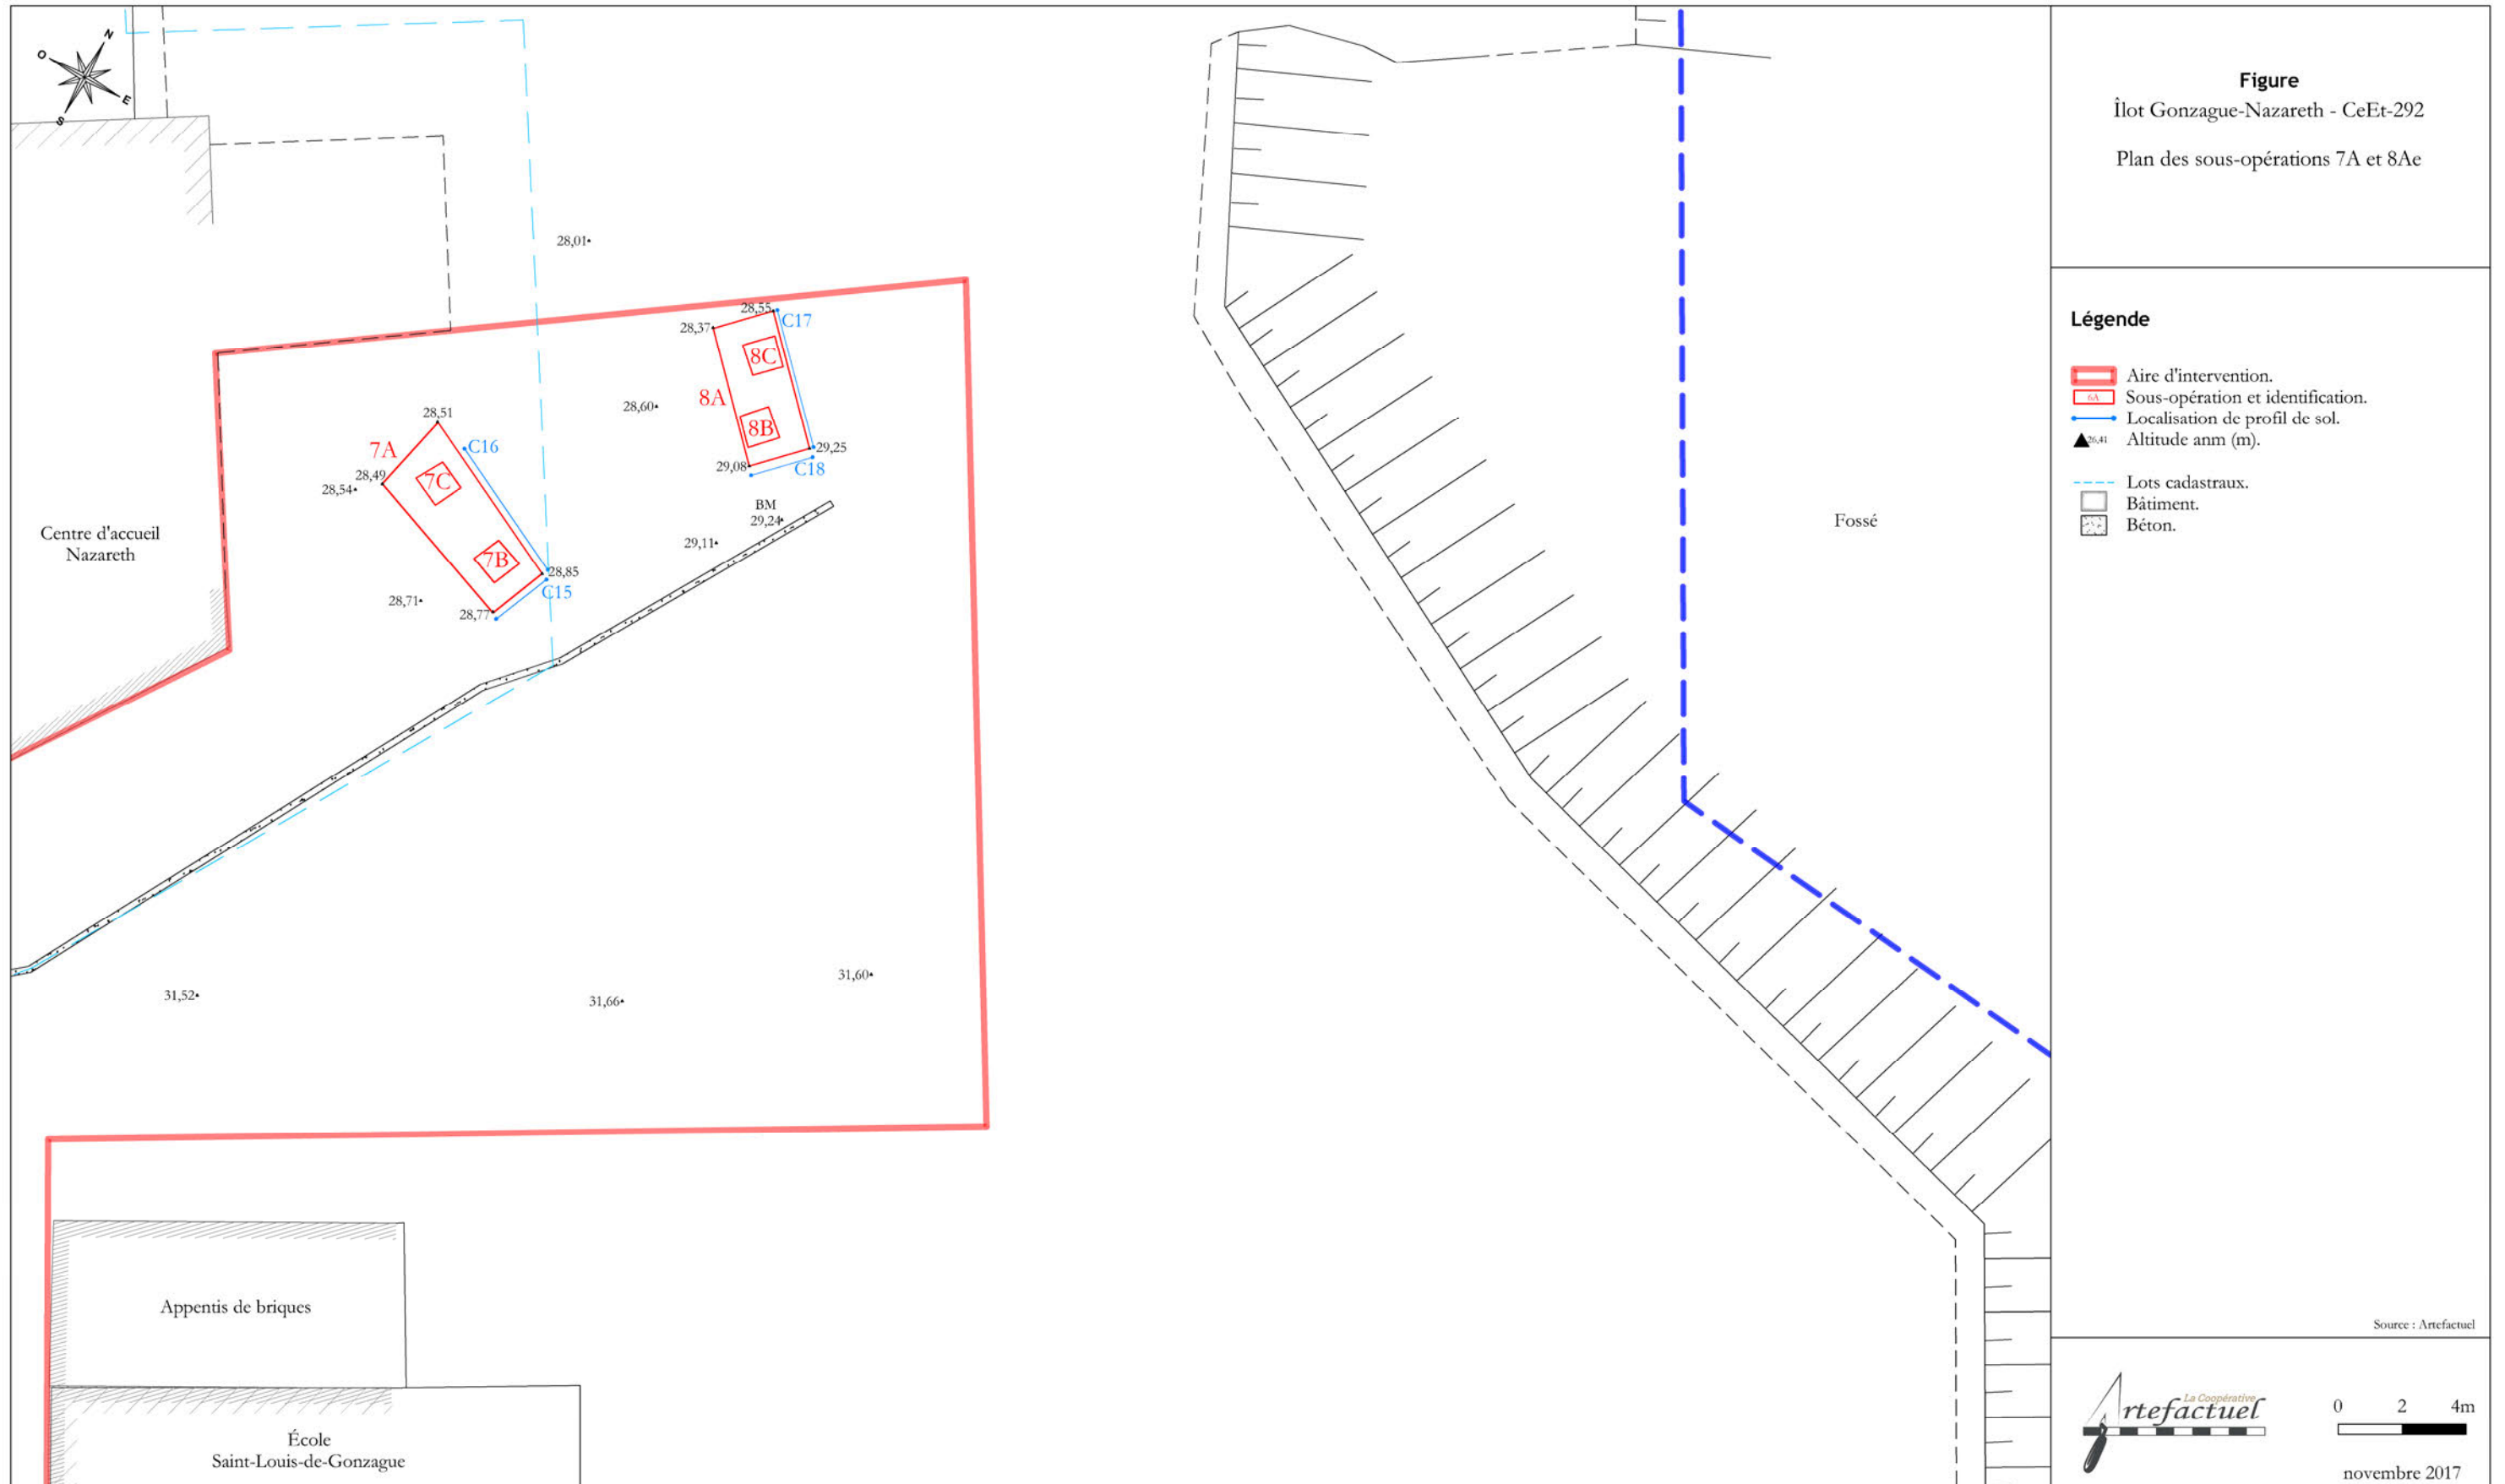 N
O
E
S
28,01
28,55
C17
28,37
8C
8A
28,60
8B
29,25
29,08
C18
28,51
7A
C16
28,49
7C
28,54
BM
29,24
29,11
7B
28,85
C15
28,71
28,77
Centre d'accueil
Nazareth
Fossé
31,60
31,52
31,66
Appentis de briques
École
Saint-Louis-de-Gonzague
Figure
Îlot Gonzague-Nazareth - CeEt-292
Plan des sous-opérations 7A et 8Ae
Légende
Aire d'intervention.
6A Sous-opération et identification.
Localisation de profil de sol.
26,41 Altitude anm (m).
Lots cadastraux.
Bâtiment.
Béton.
Source : Artefactuel
La Coopérative
Artefactuel
0 2 4m
novembre 2017